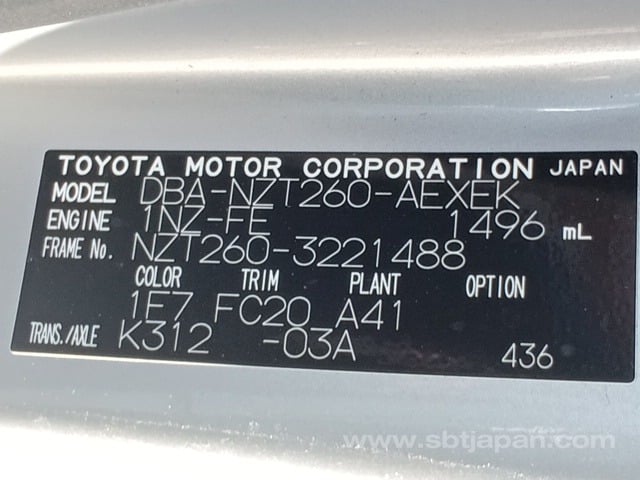 TOYOTA MOTOR CORPORATION JAPAN
MODEL DBA-NZT260-AEXEK
ENGINE 1NZ-FE 1496 mL
FRAME No. NZT260-3221488
COLOR TRIM PLANT OPTION
1F7 FC20 A41
TRANS./AXLE K312 -03A 436
www.sbtjapan.com/